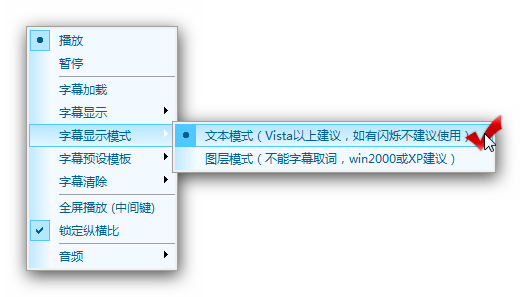 播放
暂停
字幕加载
字幕显示
字幕显示模式
文本模式（Vista以上建议，如有闪烁不建议使用）
图层模式（不能字幕取词，win2000或XP建议）
字幕预设模板
字幕清除
全屏播放 (中间键)
锁定纵横比
音频